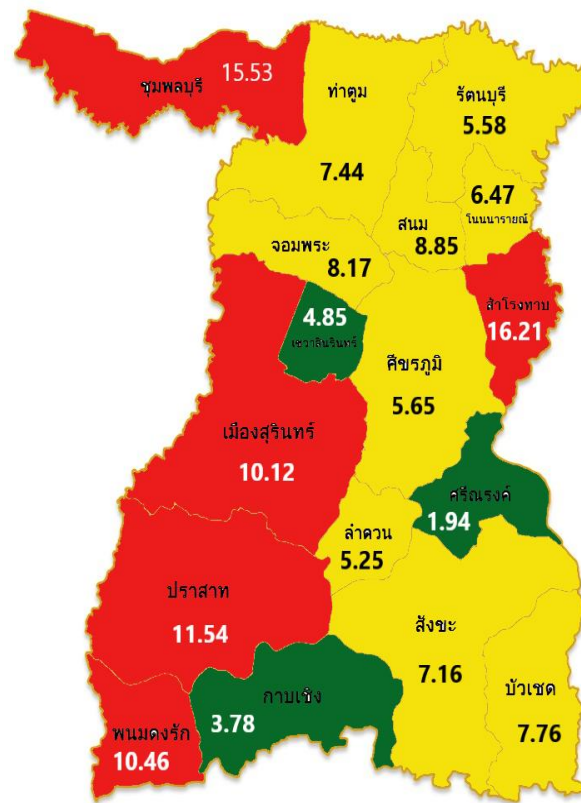 ชุมพลบุรี 15.53
ท่าตูม
7.44
รัตนบุรี
5.58
6.47
โนนนารายณ์
สนม
8.85
จอมพระ
8.17
สำโรงทาบ
16.21
4.85
เขวาสินรินทร์
ศีขรภูมิ
5.65
เมืองสุรินทร์
10.12
ศรีณรงค์
1.94
ลำดวน
5.25
ปราสาท
11.54
สังขะ
7.16
บัวเชด
7.76
กาบเชิง
3.78
พนมดงรัก
10.46